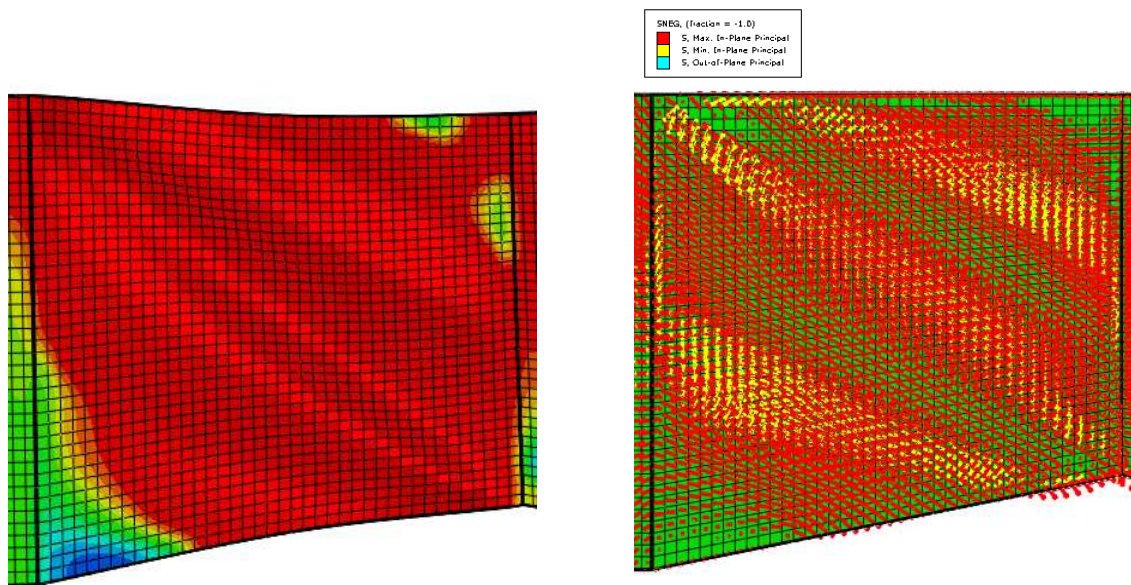 SNEG, (fraction = -1.0)
S, Max. In-Plane Principal
S, Min. In-Plane Principal
S, Out-of-Plane Principal